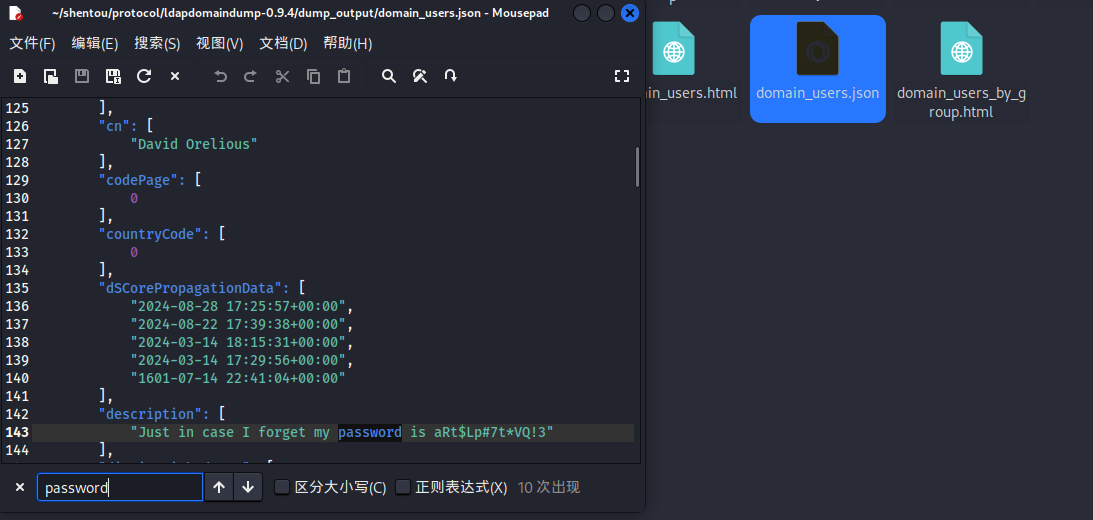 ~/shentou/protocol/ldapdomaindump-0.9.4/dump_output/domain_users.json - Mousepad
文件(F) 编辑(E) 搜索(S) 视图(V) 文档(D) 帮助(H)
125 ],
126 "cn": [
127 "David Orelious"
128 ],
129 "codePage": [
130 0
131 ],
132 "countryCode": [
133 0
134 ],
135 "dSCorePropagationData": [
136 "2024-08-28 17:25:57+00:00",
137 "2024-08-22 17:39:38+00:00",
138 "2024-03-14 18:15:31+00:00",
139 "2024-03-14 17:29:56+00:00",
140 "1601-07-14 22:41:04+00:00"
141 ],
142 "description": [
143 "Just in case I forget my password is aRt$Lp#7t*VQ!3"
144 ],
password
区分大小写(C) 正则表达式(X) 10 次出现
in_users.html
domain_users.json
domain_users_by_g
roup.html